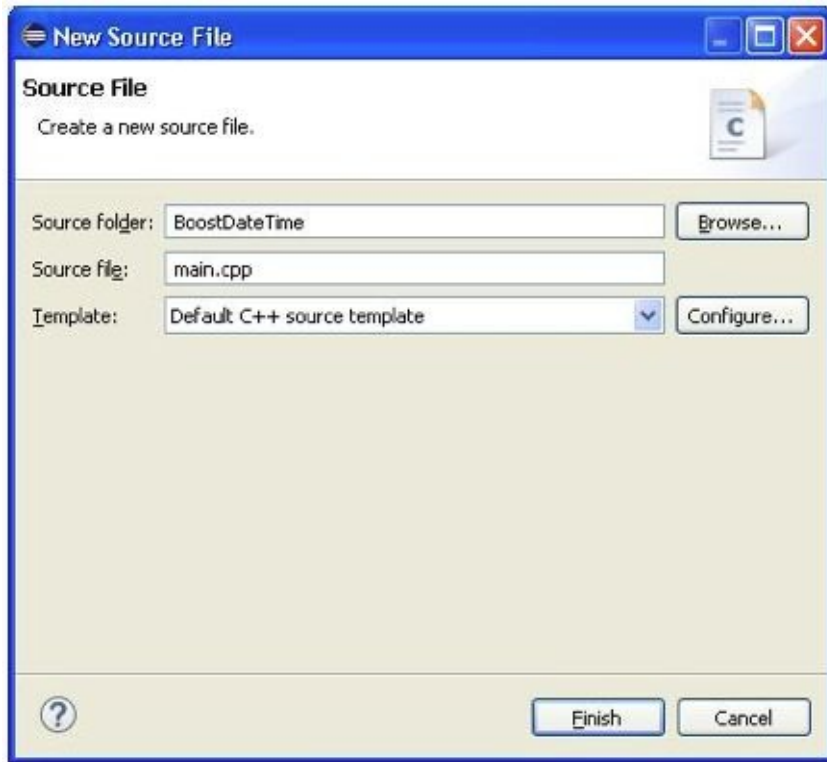 New Source File
Source File
Create a new source file.
C
Source folder: BoostDateTime Browse...
Source file: main.cpp
Template: Default C++ source template Configure...
? Finish Cancel